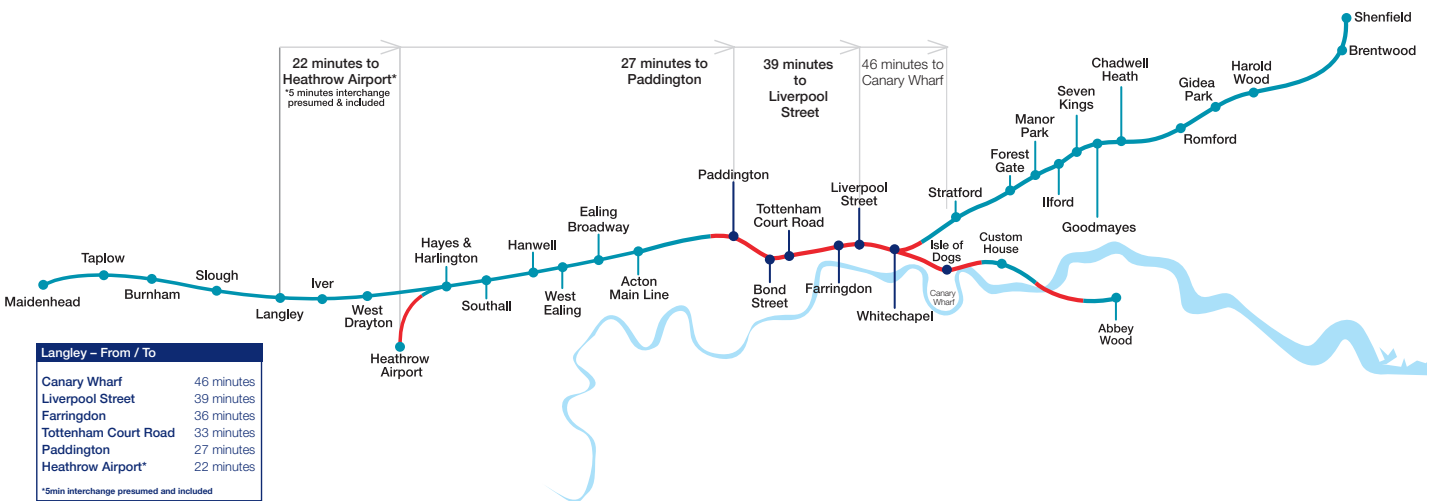 22 minutes to
Heathrow Airport*
*5 minutes interchange
presumed & included
27 minutes to
Paddington
39 minutes
to
Liverpool
Street
46 minutes to
Canary Wharf
Maidenhead
Taplow
Burnham
Slough
Langley
Iver
West
Drayton
Heathrow
Airport
Hayes &
Harlington
Southall
Hanwell
West
Ealing
Ealing
Broadway
Acton
Main Line
Paddington
Bond
Street
Tottenham
Court Road
Farringdon
Liverpool
Street
Whitechapel
Stratford
Forest
Gate
Manor
Park
Ilford
Seven
Kings
Goodmayes
Chadwell
Heath
Romford
Gidea
Park
Harold
Wood
Brentwood
Shenfield
Isle of
Dogs
Canary
Wharf
Custom
House
Abbey
Wood
Langley – From / To
Canary Wharf 46 minutes
Liverpool Street 39 minutes
Farringdon 36 minutes
Tottenham Court Road 33 minutes
Paddington 27 minutes
Heathrow Airport* 22 minutes
*5min interchange presumed and included